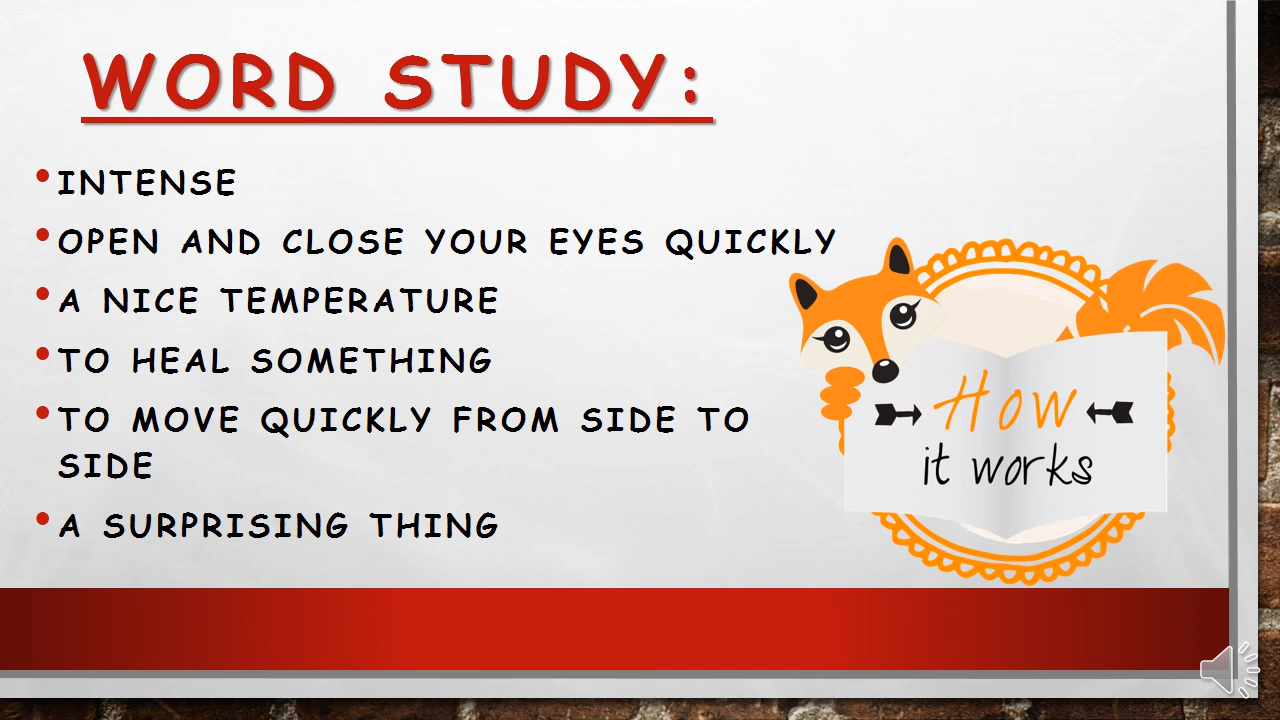 WORD STUDY:
• INTENSE
• OPEN AND CLOSE YOUR EYES QUICKLY
• A NICE TEMPERATURE
• TO HEAL SOMETHING
• TO MOVE QUICKLY FROM SIDE TO
SIDE
• A SURPRISING THING
How
it works